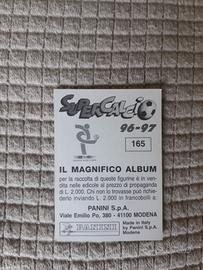 SUPERCALCIO
96-97
165
IL MAGNIFICO ALBUM
per la raccolta di queste figurine è in ven-
dita nelle edicole al prezzo di propaganda
di L. 2.000. Chi non lo trovasse può richie-
derlo inviando L. 2.000 in francobolli a:
PANINI S.p.A.
Viale Emilio Po, 380 - 41100 MODENA
PANINI
Made in Italy
by Panini S.p.A.
Modena